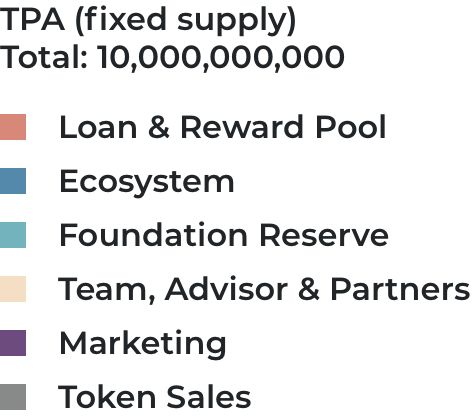 TPA (fixed supply)
Total: 10,000,000,000
Loan & Reward Pool
Ecosystem
Foundation Reserve
Team, Advisor & Partners
Marketing
Token Sales